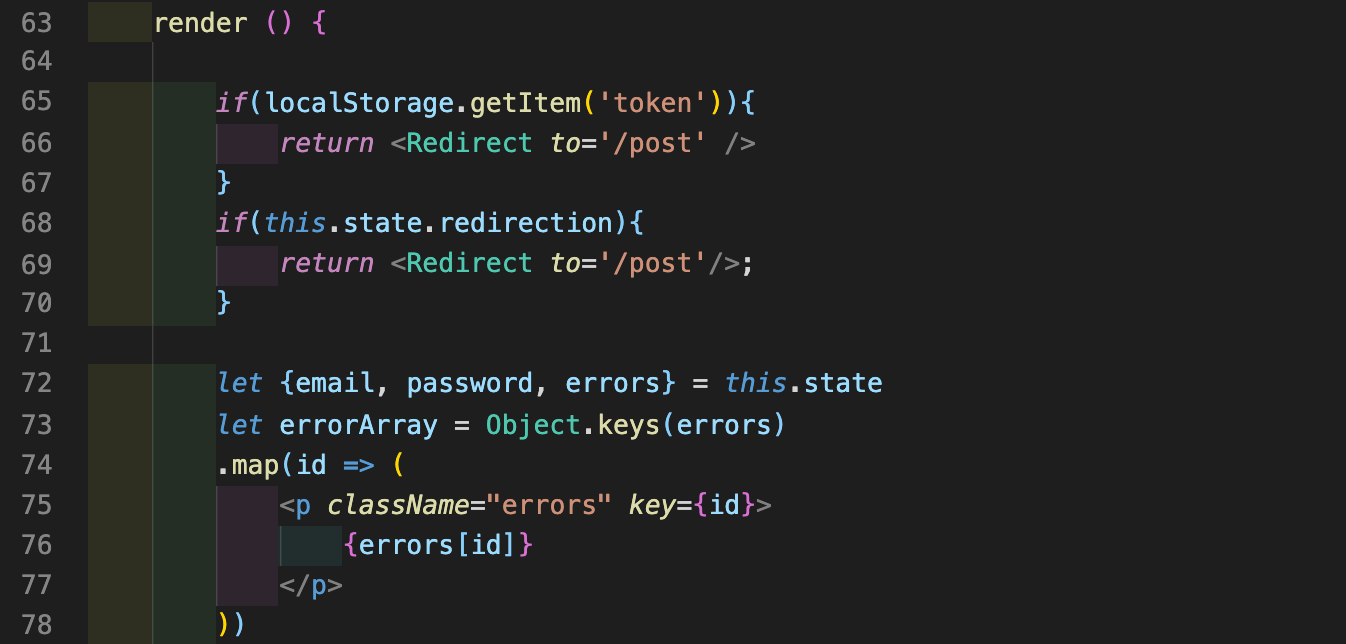 63 render () {
64
65 if(localStorage.getItem('token')){
66 return <Redirect to='/post' />
67 }
68 if(this.state.redirection){
69 return <Redirect to='/post'/>;
70 }
71
72 let {email, password, errors} = this.state
73 let errorArray = Object.keys(errors)
74 .map(id => (
75 <p className="errors" key={id}>
76 {errors[id]}
77 </p>
78 ))